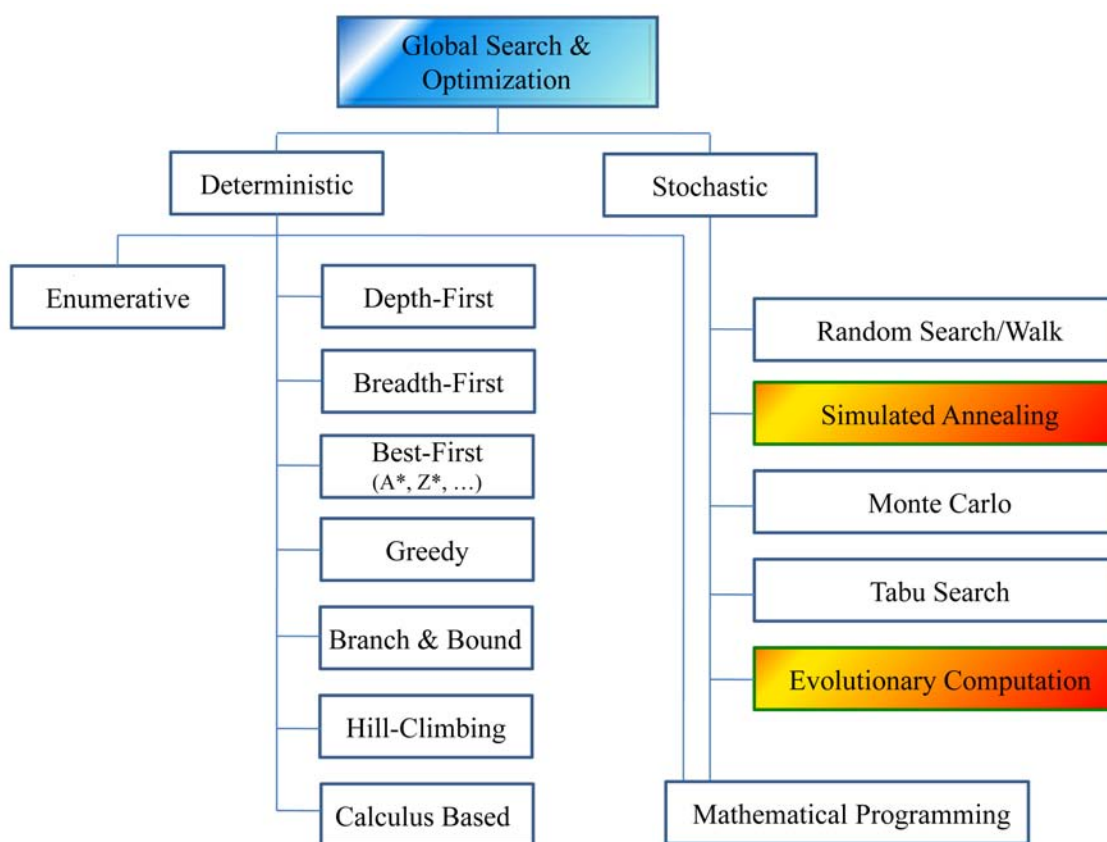 Global Search &
Optimization
Deterministic
Stochastic
Enumerative
Depth-First
Breadth-First
Best-First
(A*, Z*, ...)
Greedy
Branch & Bound
Hill-Climbing
Calculus Based
Random Search/Walk
Simulated Annealing
Monte Carlo
Tabu Search
Evolutionary Computation
Mathematical Programming